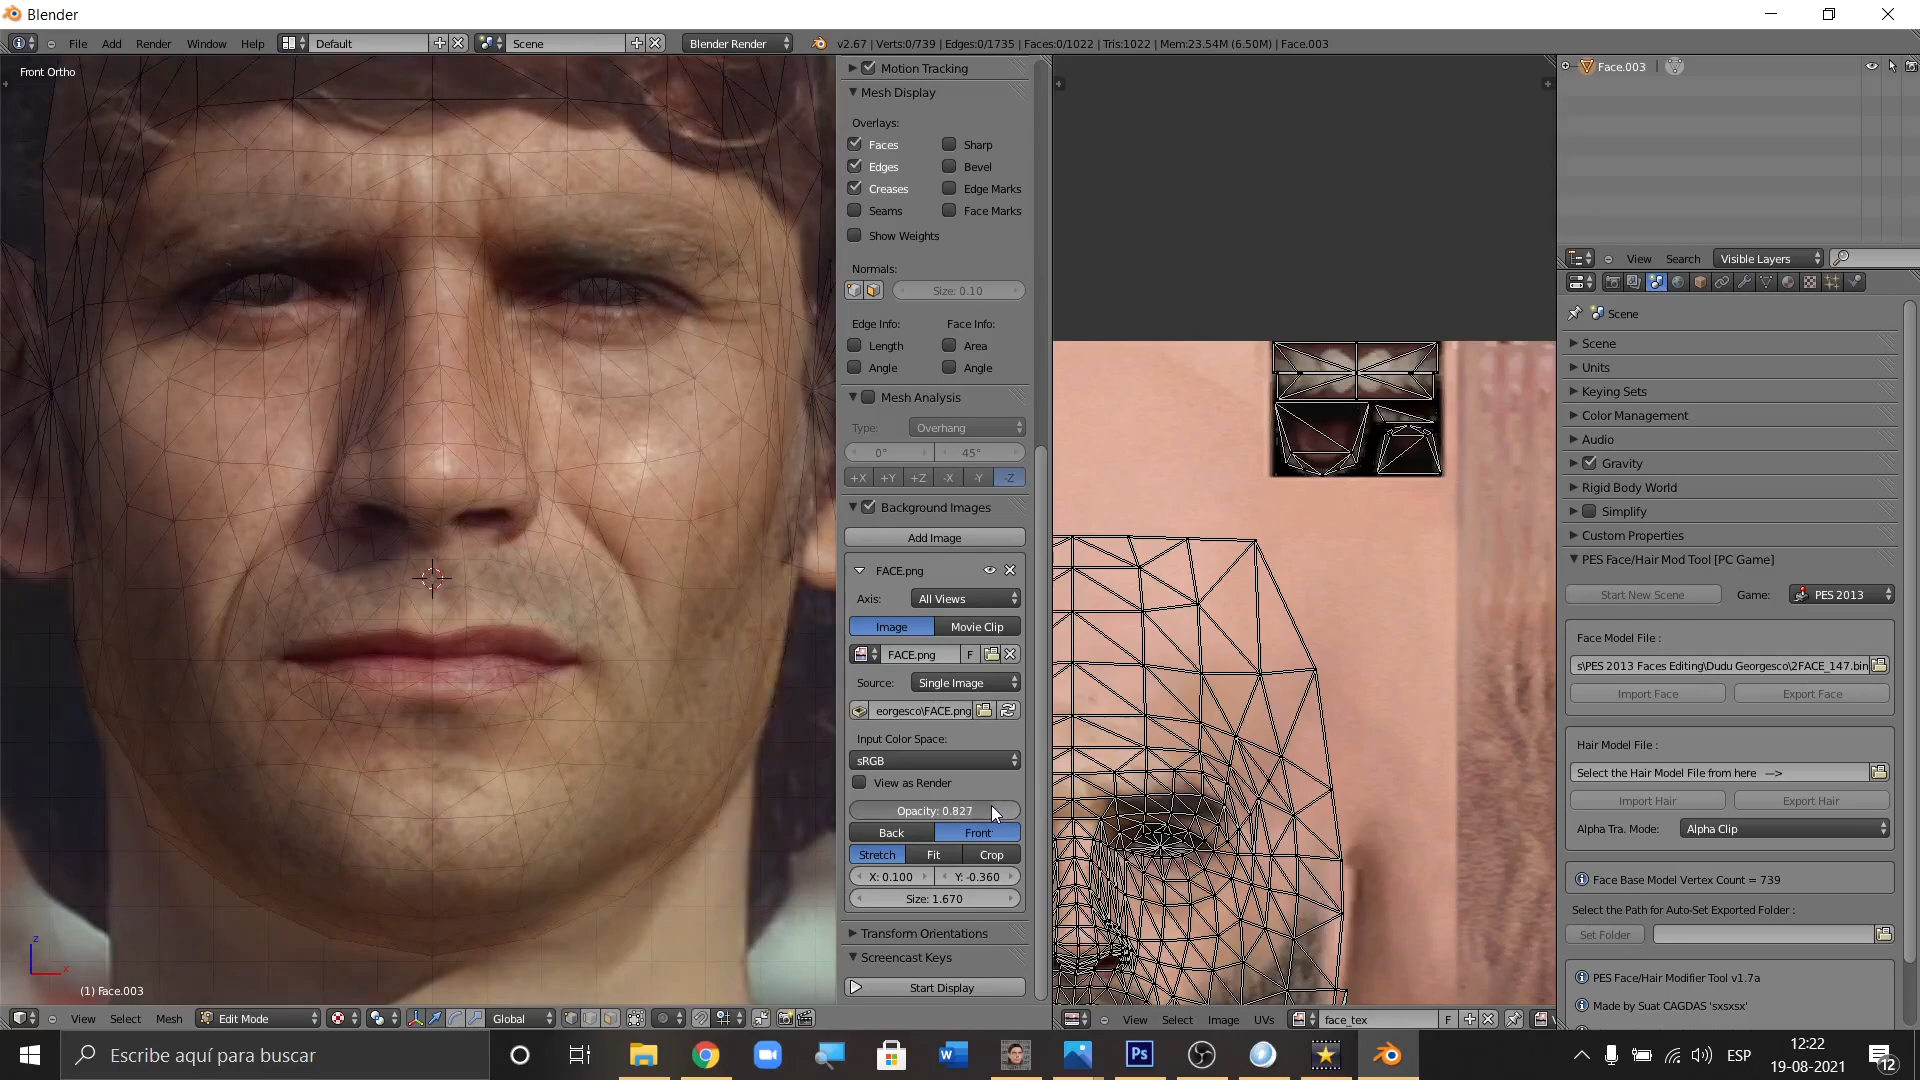 Blender
File Add Render Window Help Default Scene Blender Render v2.67 | Verts:0/739 | Edges:0/1735 | Faces:0/1022 | Tris:1022 | Mem:23.54M (6.50M) | Face.003
Front Ortho
(1) Face.003
Motion Tracking
Mesh Display
Overlays:
Faces Sharp
Edges Bevel
Creases Edge Marks
Seams Face Marks
Show Weights
Normals:
Size: 0.10
Edge Info: Face Info:
Length Area
Angle Angle
Mesh Analysis
Type: Overhang
0° 45°
+X +Y +Z -X -Y -Z
Background Images
Add Image
FACE.png
Axis: All Views
Image Movie Clip
FACE.png F
Source: Single Image
eorgesco\FACE.png
Input Color Space:
sRGB
View as Render
Opacity: 0.827
Back Front
Stretch Fit Crop
X: 0.100 Y: -0.360
Size: 1.670
Transform Orientations
Screencast Keys
Start Display
Face.003
View Search Visible Layers
Scene
Scene
Units
Keying Sets
Color Management
Audio
Gravity
Rigid Body World
Simplify
Custom Properties
PES Face/Hair Mod Tool [PC Game]
Start New Scene Game: PES 2013
Face Model File :
s\PES 2013 Faces Editing\Dudu Georgesco\2FACE_147.bin
Import Face Export Face
Hair Model File :
Select the Hair Model File from here -->
Import Hair Export Hair
Alpha Tra. Mode: Alpha Clip
Face Base Model Vertex Count = 739
Select the Path for Auto-Set Exported Folder :
Set Folder
PES Face/Hair Modifier Tool v1.7a
Made by Suat CAGDAS 'sxsxsx'
z
x
View Select Mesh Edit Mode Global
View Select Image UVs face_tex F
Escribe aquí para buscar
W
Ps
ESP
12:22
19-08-2021
12